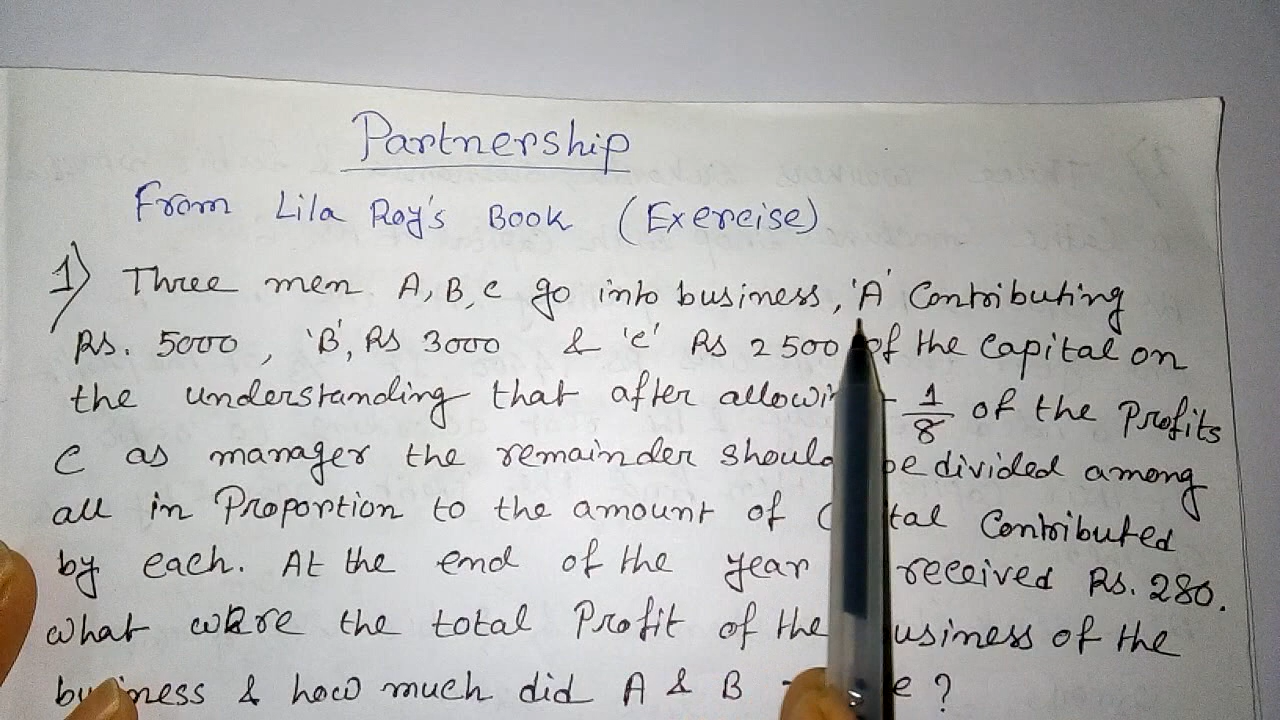 Partnership
From Lila Roy's Book (Exercise)
1) Three men A, B, C go into business, 'A' Contributing
Rs. 5000, 'B', Rs 3000 & 'C' Rs 2500 of the Capital on
the understanding that after allowi 1/8 of the Profits
C as manager the remainder should be divided among
all in Proportion to the amount of C tal Contributed
by each. At the end of the year received Rs. 280.
what were the total Profit of the usiness of the
business & how much did A & B e ?